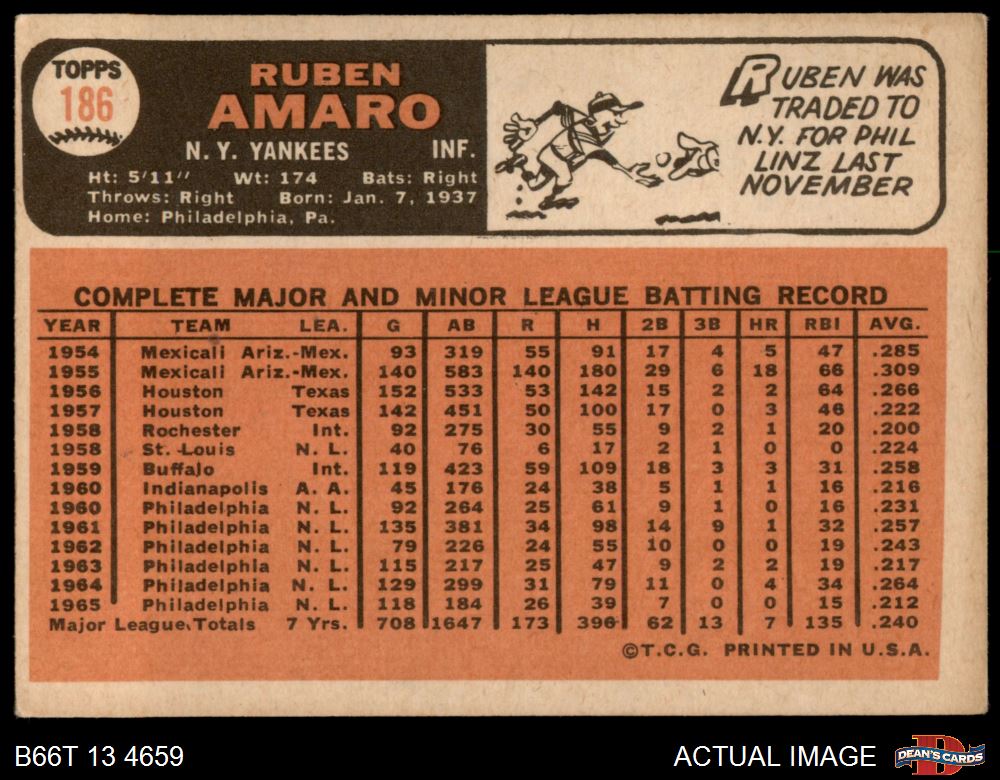 TOPPS
186
RUBEN
AMARO
N. Y. YANKEES INF.
Ht: 5'11" Wt: 174 Bats: Right
Throws: Right Born: Jan. 7, 1937
Home: Philadelphia, Pa.
RUBEN WAS
TRADED TO
N.Y. FOR PHIL
LINZ LAST
NOVEMBER
COMPLETE MAJOR AND MINOR LEAGUE BATTING RECORD
YEAR TEAM LEA. G AB R H 2B 3B HR RBI AVG.
1954 Mexicali Ariz.-Mex. 93 319 55 91 17 4 5 47 .285
1955 Mexicali Ariz.-Mex. 140 583 140 180 29 6 18 66 .309
1956 Houston Texas 152 533 53 142 15 2 2 64 .266
1957 Houston Texas 142 451 50 100 17 0 3 46 .222
1958 Rochester Int. 92 275 30 55 9 2 1 20 .200
1958 St. Louis N. L. 40 76 6 17 2 1 0 0 .224
1959 Buffalo Int. 119 423 59 109 18 3 3 31 .258
1960 Indianapolis A. A. 45 176 24 38 5 1 1 16 .216
1960 Philadelphia N. L. 92 264 25 61 9 1 0 16 .231
1961 Philadelphia N. L. 135 381 34 98 14 9 1 32 .257
1962 Philadelphia N. L. 79 226 24 55 10 0 0 19 .243
1963 Philadelphia N. L. 115 217 25 47 9 2 2 19 .217
1964 Philadelphia N. L. 129 299 31 79 11 0 4 34 .264
1965 Philadelphia N. L. 118 184 26 39 7 0 0 15 .212
Major League Totals 7 Yrs. 708 1647 173 396 62 13 7 135 .240
©T.C.G. PRINTED IN U.S.A.
B66T 13 4659 ACTUAL IMAGE DEAN'S CARDS